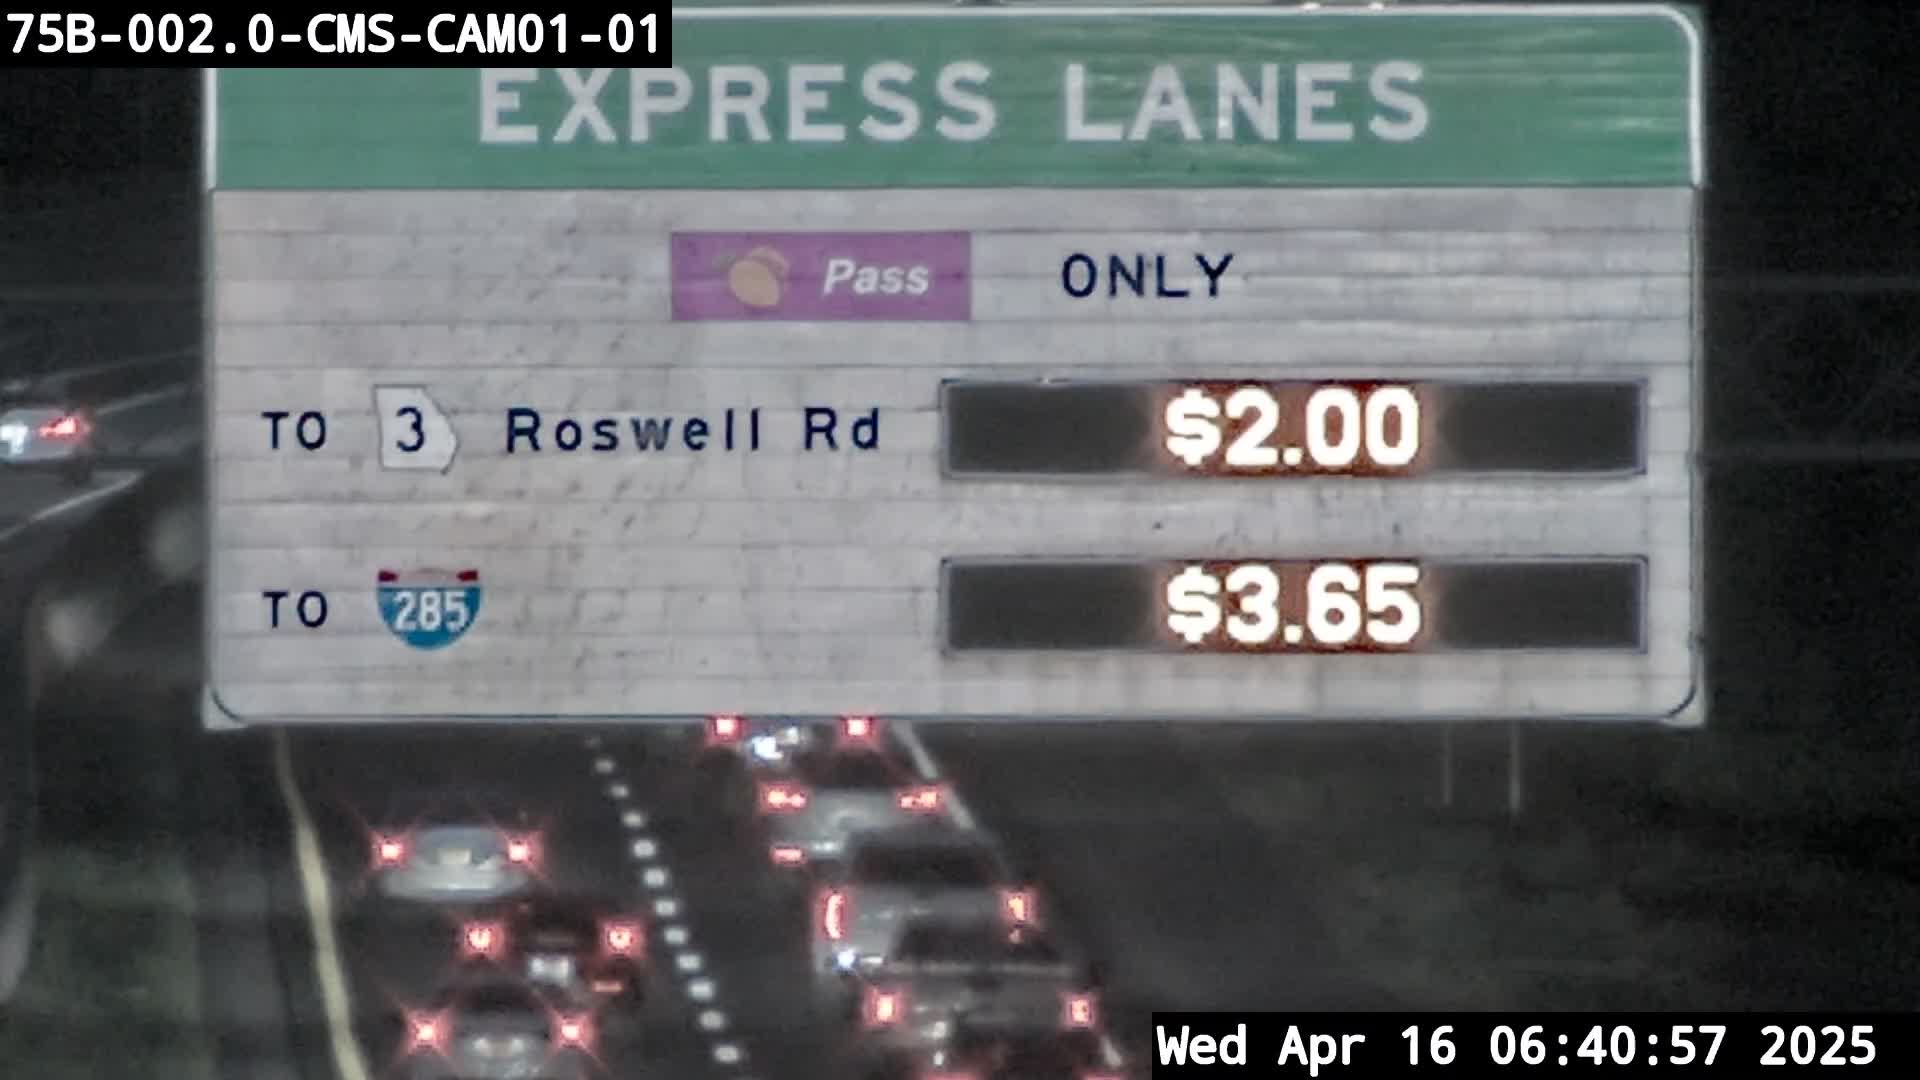 75B-002.0-CMS-CAM01-01
EXPRESS LANES
Pass ONLY
TO 3 Roswell Rd $2.00
TO 285 $3.65
Wed Apr 16 06:40:57 2025